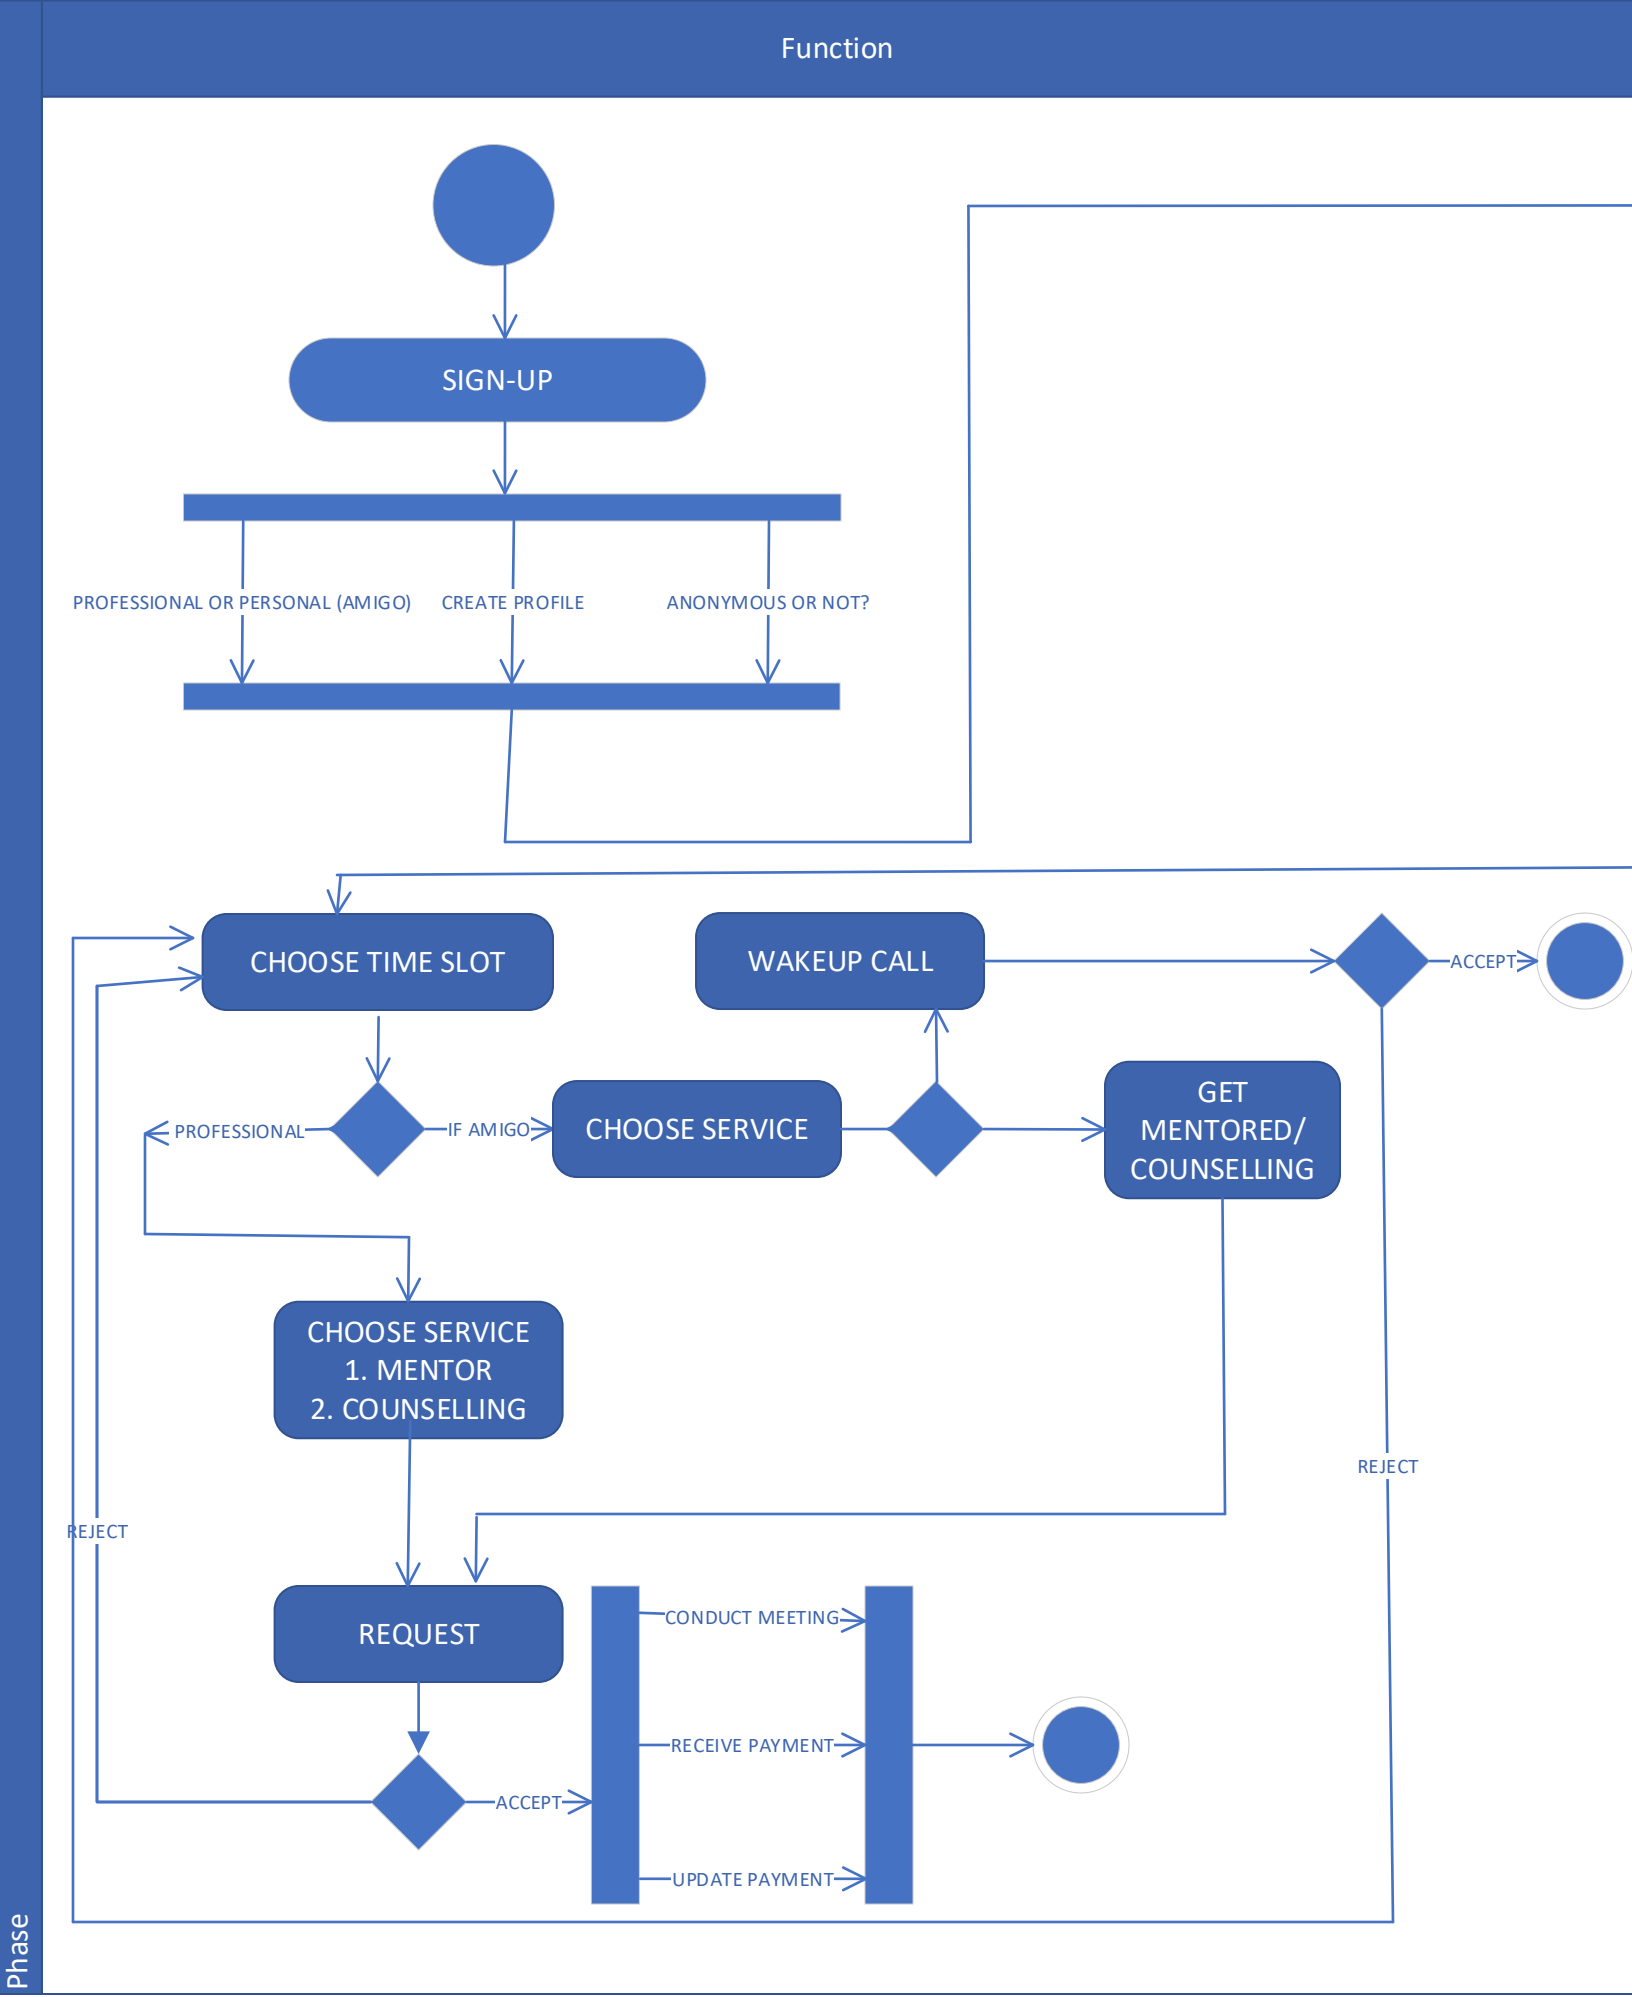 Function
SIGN-UP
PROFESSIONAL OR PERSONAL (AMIGO)
CREATE PROFILE
ANONYMOUS OR NOT?
CHOOSE TIME SLOT
WAKEUP CALL
ACCEPT
PROFESSIONAL
IF AMIGO
CHOOSE SERVICE
GET
MENTORED/
COUNSELLING
CHOOSE SERVICE
1. MENTOR
2. COUNSELLING
REJECT
REJECT
REQUEST
CONDUCT MEETING
RECEIVE PAYMENT
ACCEPT
UPDATE PAYMENT
Phase